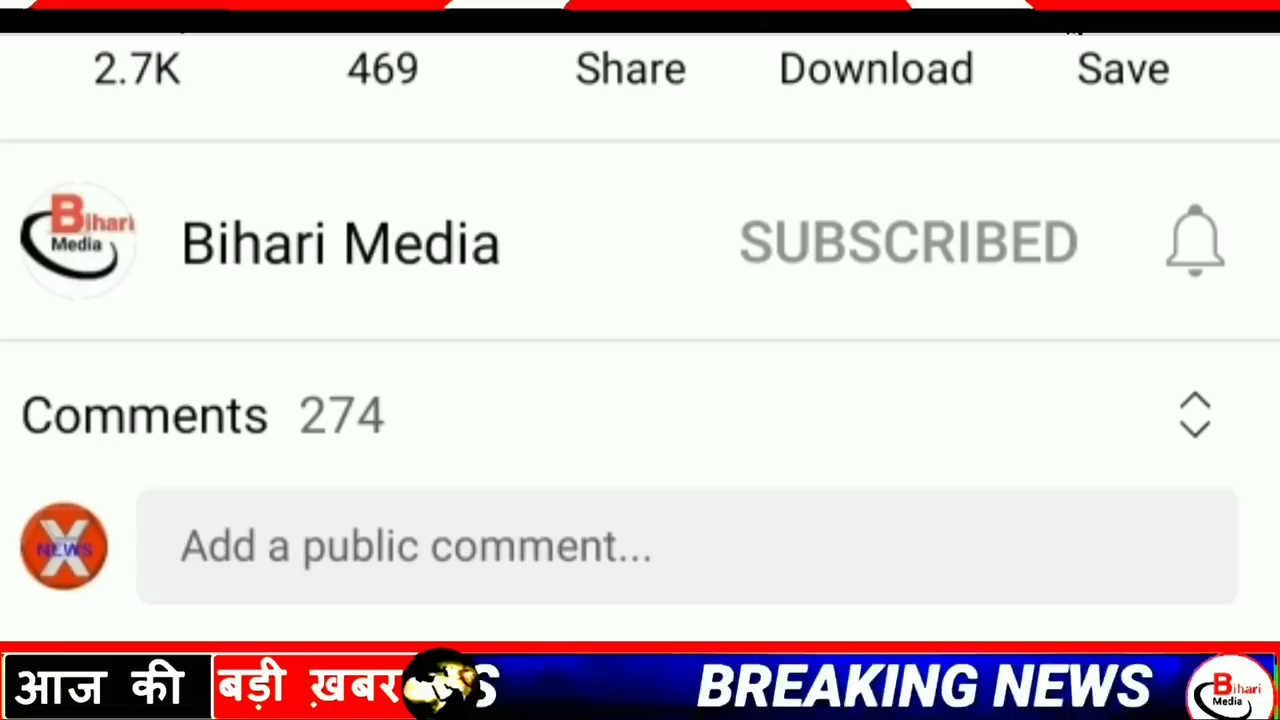 2.7K 469 Share Download Save
Bihari Media
Bihari Media SUBSCRIBED
Comments 274
X NEWS
Add a public comment...
आज की बड़ी ख़बर S BREAKING NEWS
Bihari Media